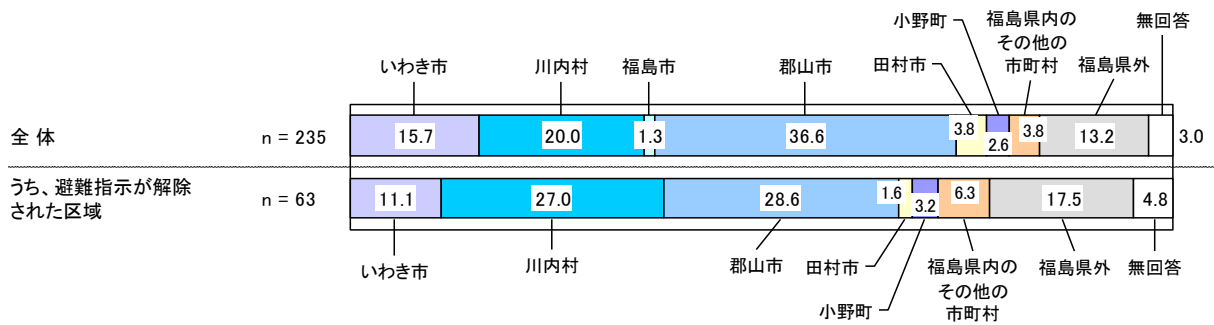 小野町
福島県内の
その他の
市町村
無回答
いわき市
川内村
福島市
郡山市
田村市
福島県外
全 体
n = 235
15.7
20.0
1.3
36.6
3.8
2.6
3.8
13.2
3.0
うち、避難指示が解除
された区域
n = 63
11.1
27.0
28.6
1.6
3.2
6.3
17.5
4.8
いわき市
川内村
郡山市
田村市
小野町
福島県内の
その他の
市町村
福島県外
無回答